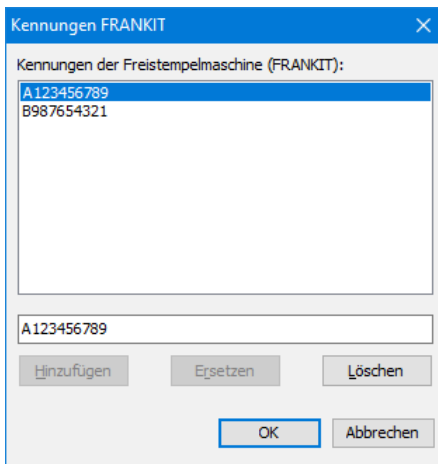 Kennungen FRANKIT
Kennungen der Freistempelmaschine (FRANKIT):
A123456789
B987654321
A123456789
Hinzufügen Ersetzen Löschen
OK Abbrechen